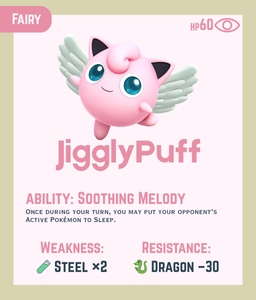 Fairy
HP60
JigglyPuff
Ability: Soothing Melody
Once during your turn, you may put your opponent's
Active Pokémon to Sleep.
Weakness: Resistance:
Steel ×2 Dragon -30